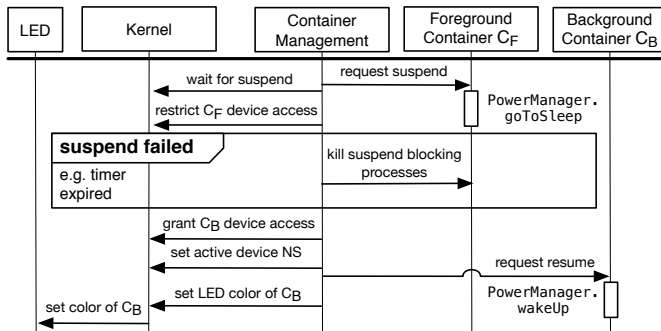 LED
Kernel
Container
Management
Foreground
Container CF
Background
Container CB
wait for suspend
request suspend
PowerManager.
goToSleep
restrict CF device access
suspend failed
e.g. timer
expired
kill suspend blocking
processes
grant CB device access
set active device NS
request resume
PowerManager.
wakeUp
set LED color of CB
set color of CB